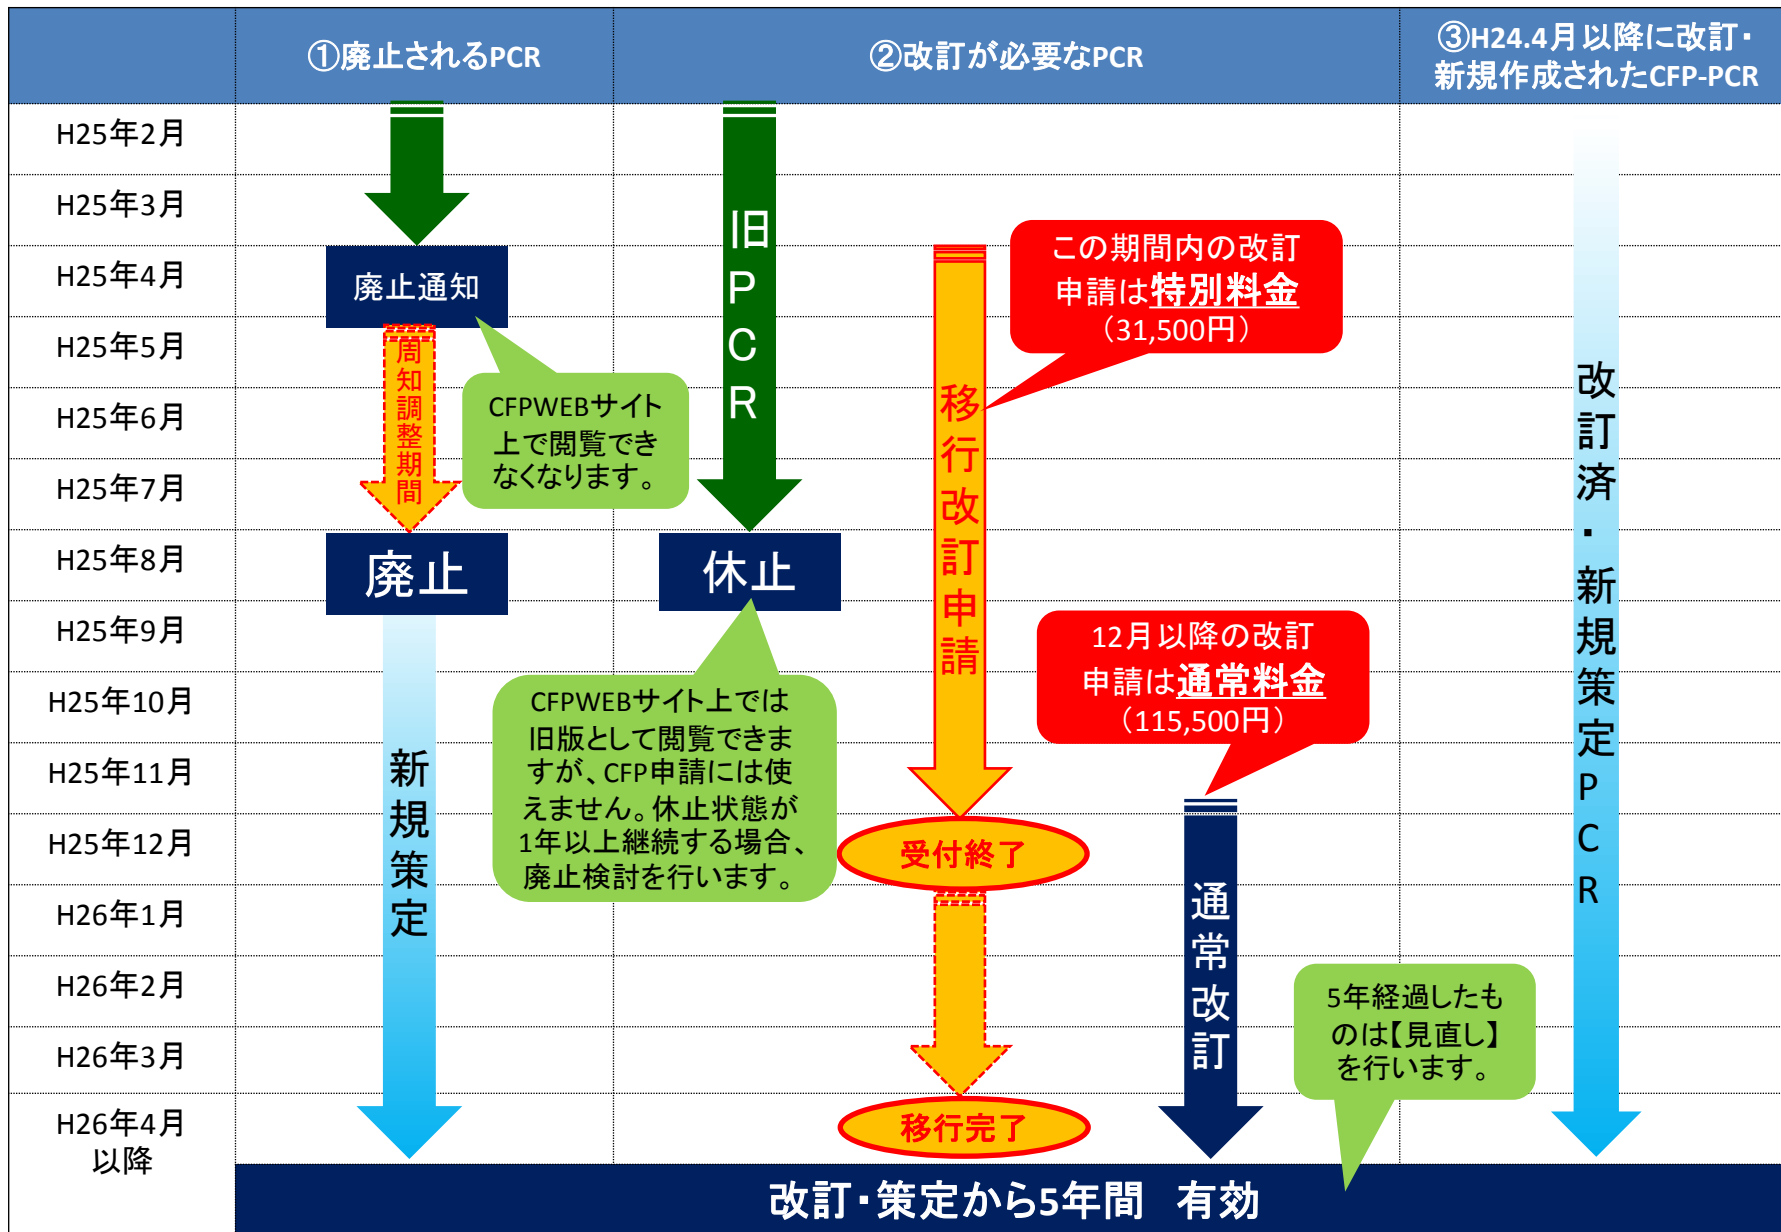 ①廃止されるPCR
②改訂が必要なPCR
③H24.4月以降に改訂・
新規作成されたCFP-PCR
H25年2月
H25年3月
H25年4月
H25年5月
H25年6月
H25年7月
H25年8月
H25年9月
H25年10月
H25年11月
H25年12月
H26年1月
H26年2月
H26年3月
H26年4月
以降
廃止通知
周知調整期間
CFPWEBサイト
上で閲覧でき
なくなります。
廃止
新規策定
旧PCR
休止
CFPWEBサイト上では
旧版として閲覧できま
すが、CFP申請には使
えません。休止状態が
1年以上継続する場合、
廃止検討を行います。
移行改訂申請
この期間内の改訂
申請は特別料金
（31,500円）
受付終了
移行完了
12月以降の改訂
申請は通常料金
（115,500円）
通常改訂
5年経過したも
のは【見直し】
を行います。
改訂済・新規策定PCR
改訂・策定から5年間　有効